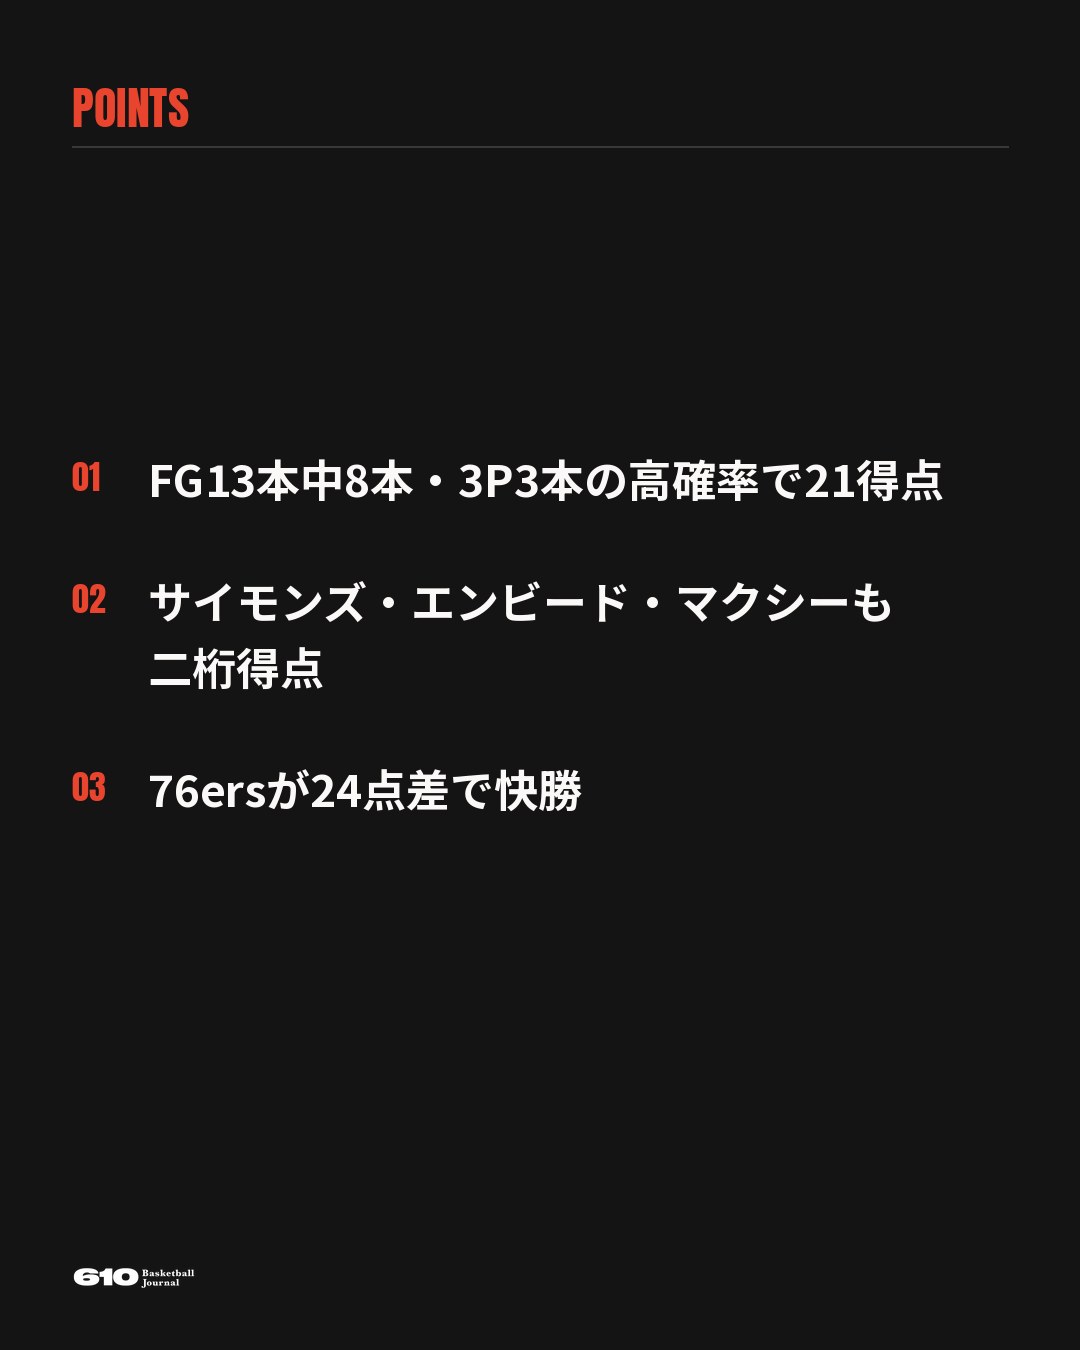 POINTS
01 FG13本中8本・3P3本の高確率で21得点
02 サイモンズ・エンビード・マクシーも
二桁得点
03 76ersが24点差で快勝
610 Basketball
Journal